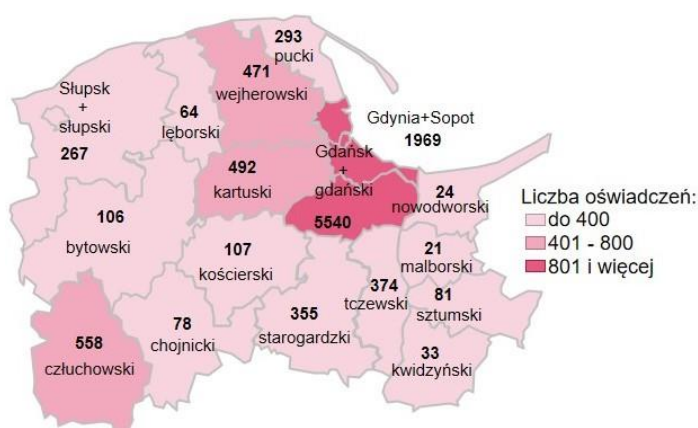 293
pucki
471
wejherowski
Słupsk
+
słupski
267
64
lęborski
Gdynia+Sopot
1969
492
kartuski
Gdańsk
+
gdański
5540
24
nowodworski
106
bytowski
107
kościerski
21
malborski
374
tczewski
81
sztumski
355
starogardzki
78
chojnicki
558
człuchowski
33
kwidzyński
Liczba oświadczeń:
do 400
401 - 800
801 i więcej